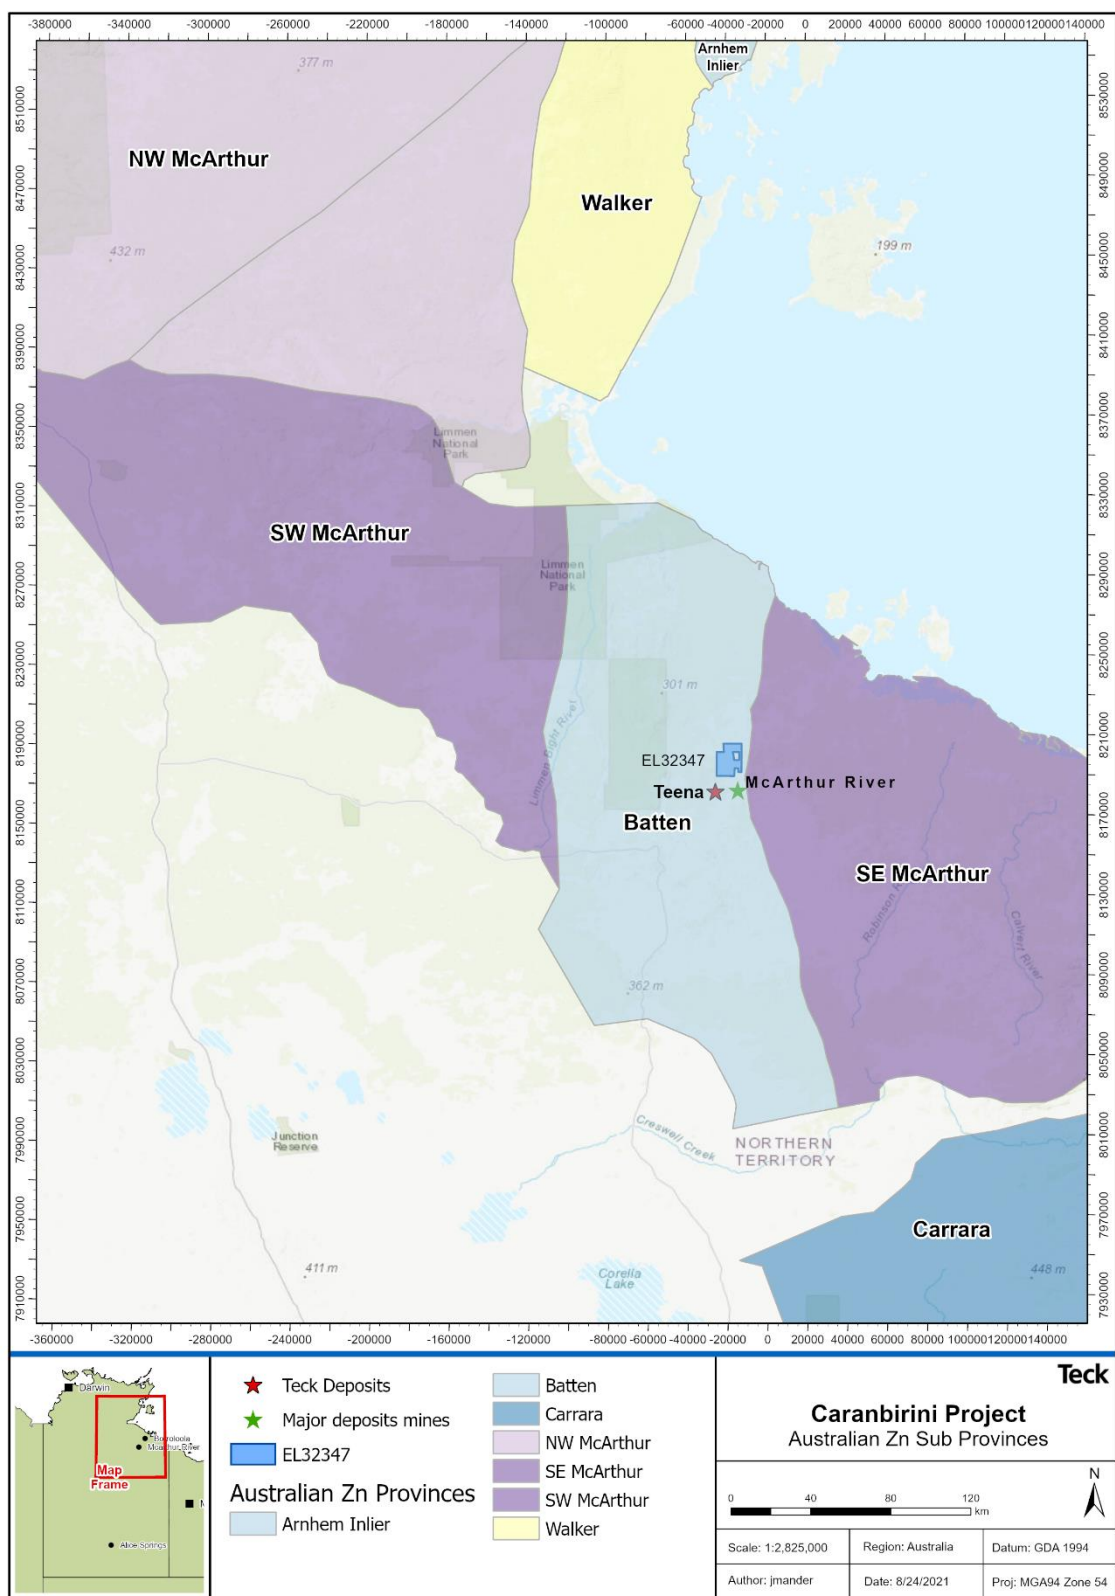 -380000 -340000 -300000 -260000 -220000 -180000 -140000 -100000 -60000 -20000 0 20000 40000 60000 80000 100000 120000 140000
8510000
8470000
8430000
8390000
8350000
8310000
8270000
8230000
8190000
8150000
8110000
8070000
8030000
7990000
7950000
7910000
8530000
8490000
8450000
8410000
8370000
8330000
8290000
8250000
8210000
8170000
8130000
8090000
8050000
8010000
7970000
7930000
Arnhem
Inlier
377 m
NW McArthur
Walker
432 m
199 m
Limmen
National
Park
SW McArthur
Limmen
National
Park
301 m
Limmen Bight River
EL32347
McArthur River
Teena
Batten
SE McArthur
Robinson R
Calvert River
362 m
Junction
Reserve
Creswell Creek
NORTHERN
TERRITORY
Carrara
411 m
Corella
Lake
448 m
-360000 -320000 -280000 -240000 -200000 -160000 -120000 -80000 -60000 -40000 -20000 0 20000 40000 60000 80000 100000 120000 140000
Darwin
Borroloola
Mcarthur River
Map
Frame
M
Alice Springs
Teck Deposits
Major deposits mines
EL32347
Australian Zn Provinces
Arnhem Inlier
Batten
Carrara
NW McArthur
SE McArthur
SW McArthur
Walker
Teck
Caranbirini Project
Australian Zn Sub Provinces
N
0 40 80 120
km
Scale: 1:2,825,000 Region: Australia Datum: GDA 1994
Author: jmander Date: 8/24/2021 Proj: MGA94 Zone 54